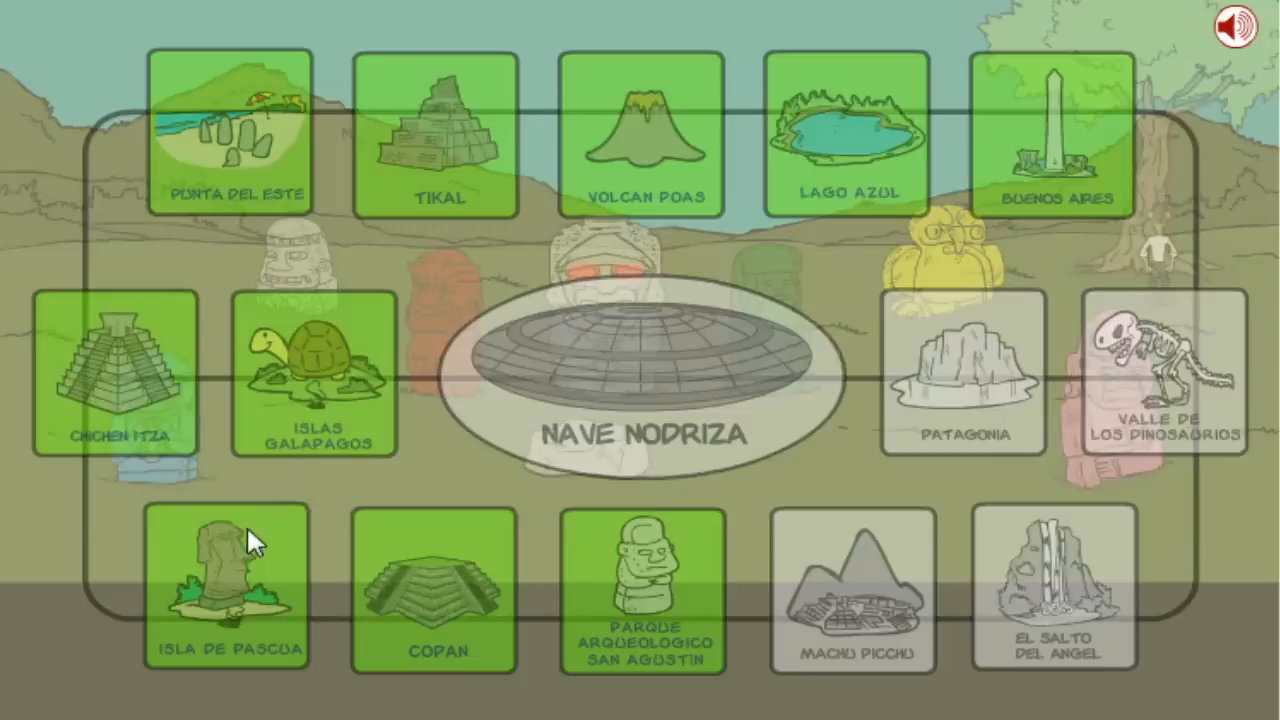 PUNTA DEL ESTE
TIKAL
VOLCAN POAS
LAGO AZUL
BUENOS AIRES
CHICHEN ITZA
ISLAS
GALAPAGOS
NAVE NODRIZA
PATAGONIA
VALLE DE
LOS DINOSAURIOS
ISLA DE PASCUA
COPAN
PARQUE
ARQUEOLOGICO
SAN AGUSTIN
MACHU PICCHU
EL SALTO
DEL ANGEL